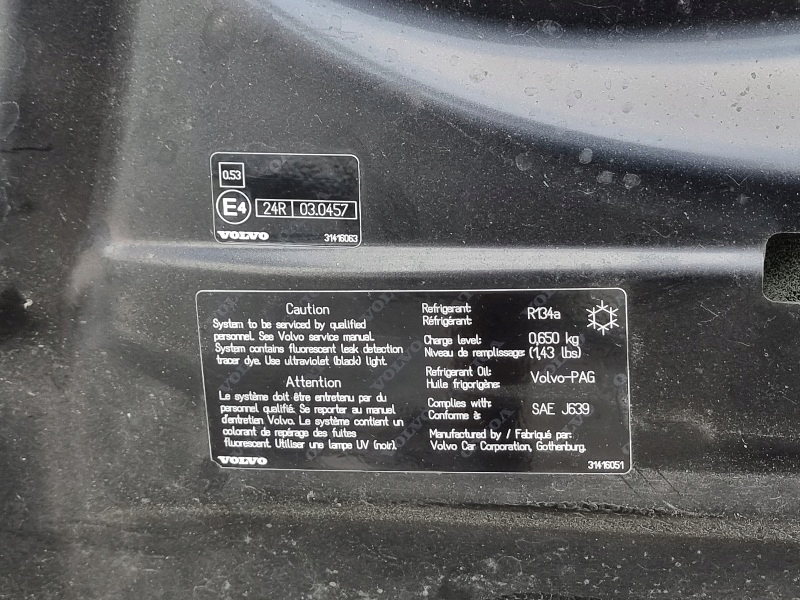 0.53
E4 24R 03.0457
VOLVO 31416063
Caution
System to be serviced by qualified
personnel. See Volvo service manual.
System contains fluorescent leak detection
tracer dye. Use ultraviolet (black) light.
Attention
Le système doit être entretenu par du
personnel qualifié. Se reporter au manual
d'entretien Volvo. Le système contient un
colorant de repérage des fuites
fluorescent. Utiliser une lampe UV (noir).
VOLVO
Refrigerant: R134a
Réfrigérant:
Charge level: 0,650 kg
Niveau de remplissage: (1,43 lbs)
Refrigerant Oil: Volvo-PAG
Huile frigorigène:
Complies with: SAE J639
Conforme à:
Manufactured by / Fabriqué par:
Volvo Car Corporation, Gothenburg.
31416051